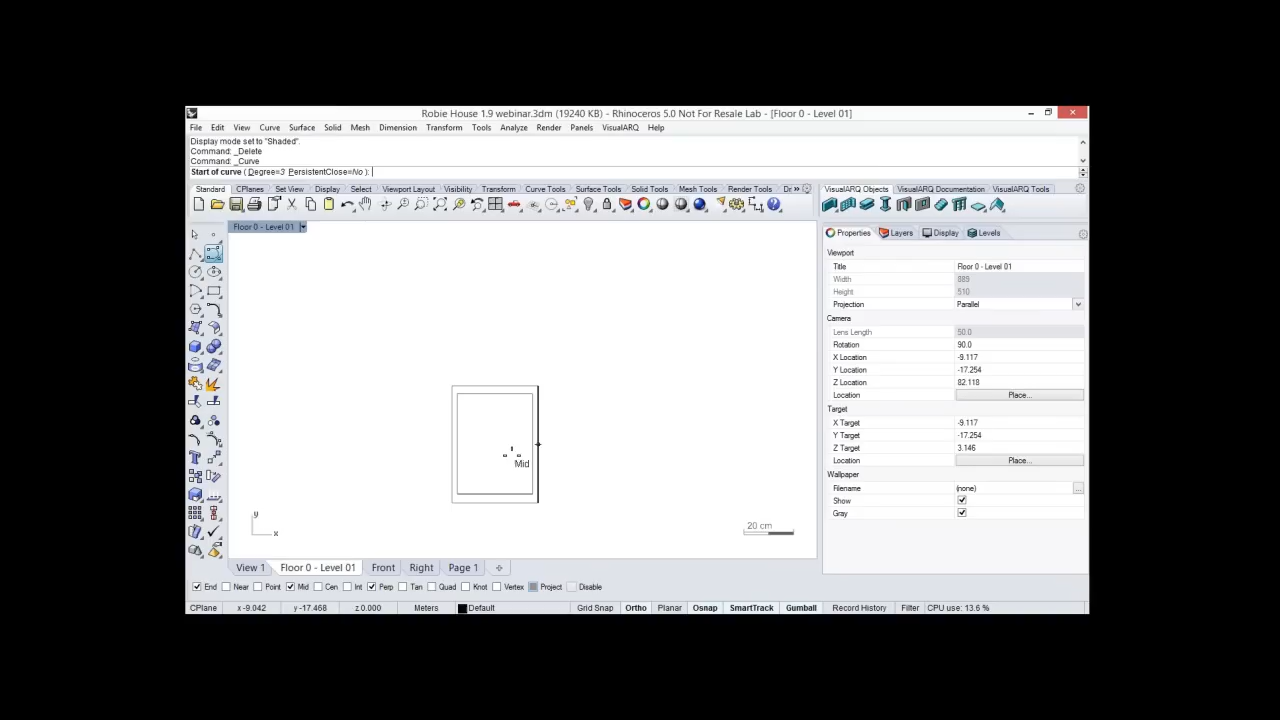 Robie House 1.9 webinar.3dm (19240 KB) - Rhinoceros 5.0 Not For Resale Lab - [Floor 0 - Level 01]
File Edit View Curve Surface Solid Mesh Dimension Transform Tools Analyze Render Panels VisualARQ Help
Display mode set to "Shaded".
Command: _Delete
Command: _Curve
Start of curve ( Degree=3 PersistentClose=No ):
Standard CPlanes Set View Display Select Viewport Layout Visibility Transform Curve Tools Surface Tools Solid Tools Mesh Tools Render Tools Dr »
VisualARQ Objects VisualARQ Documentation VisualARQ Tools
Floor 0 - Level 01
Properties Layers Display Levels
Viewport
Title Floor 0 - Level 01
Width 889
Height 510
Projection Parallel
Camera
Lens Length 50.0
Rotation 90.0
X Location -9.117
Y Location -17.254
Z Location 82.118
Location Place...
Target
X Target -9.117
Y Target -17.254
Z Target 3.146
Location Place...
Wallpaper
Filename (none) ...
Show
Gray
Mid
y
x
20 cm
View 1 Floor 0 - Level 01 Front Right Page 1
End Near Point Mid Cen Int Perp Tan Quad Knot Vertex Project Disable
CPlane x -9.042 y -17.468 z 0.000 Meters Default Grid Snap Ortho Planar Osnap SmartTrack Gumball Record History Filter CPU use: 13.6 %